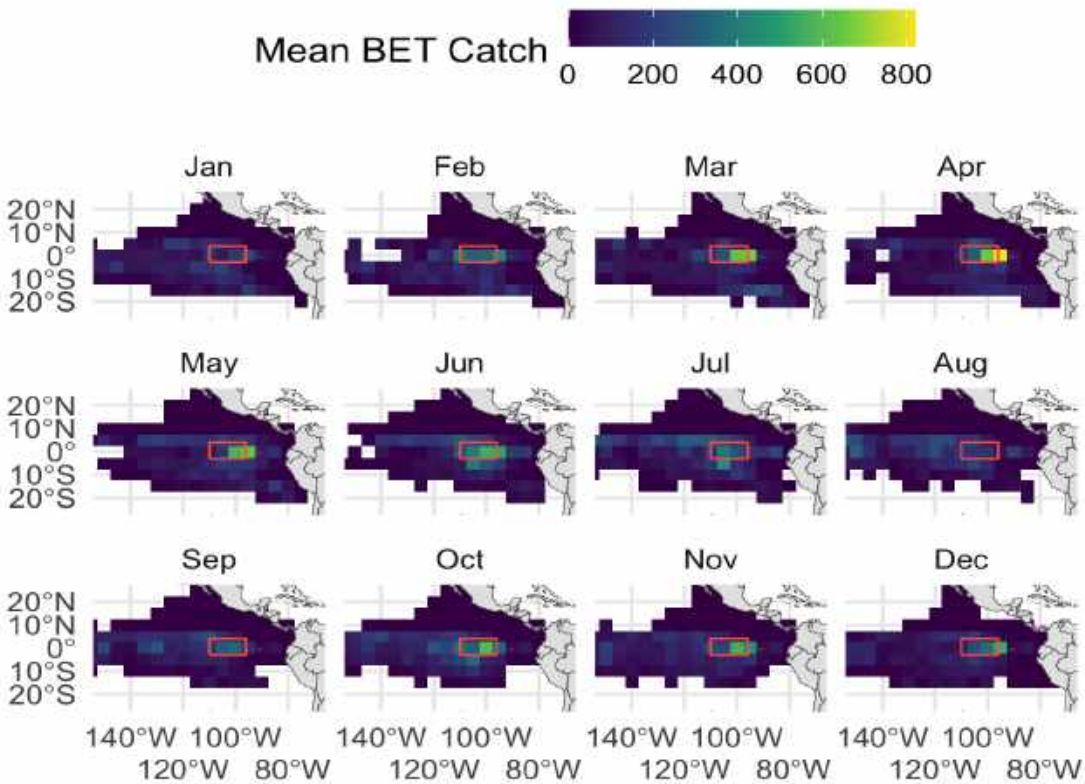 Mean BET Catch
0 200 400 600 800
Jan Feb Mar Apr
20°N
10°N
0°
10°S
20°S
May Jun Jul Aug
20°N
10°N
0°
10°S
20°S
Sep Oct Nov Dec
20°N
10°N
0°
10°S
20°S
140°W 100°W 140°W 100°W 140°W 100°W 140°W 100°W
120°W 80°W 120°W 80°W 120°W 80°W 120°W 80°W